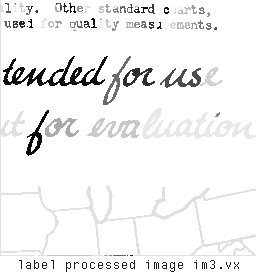 lity. Other standard charts,
used for quality measurements.
tended for use
t for evaluation
label processed image im3.vx